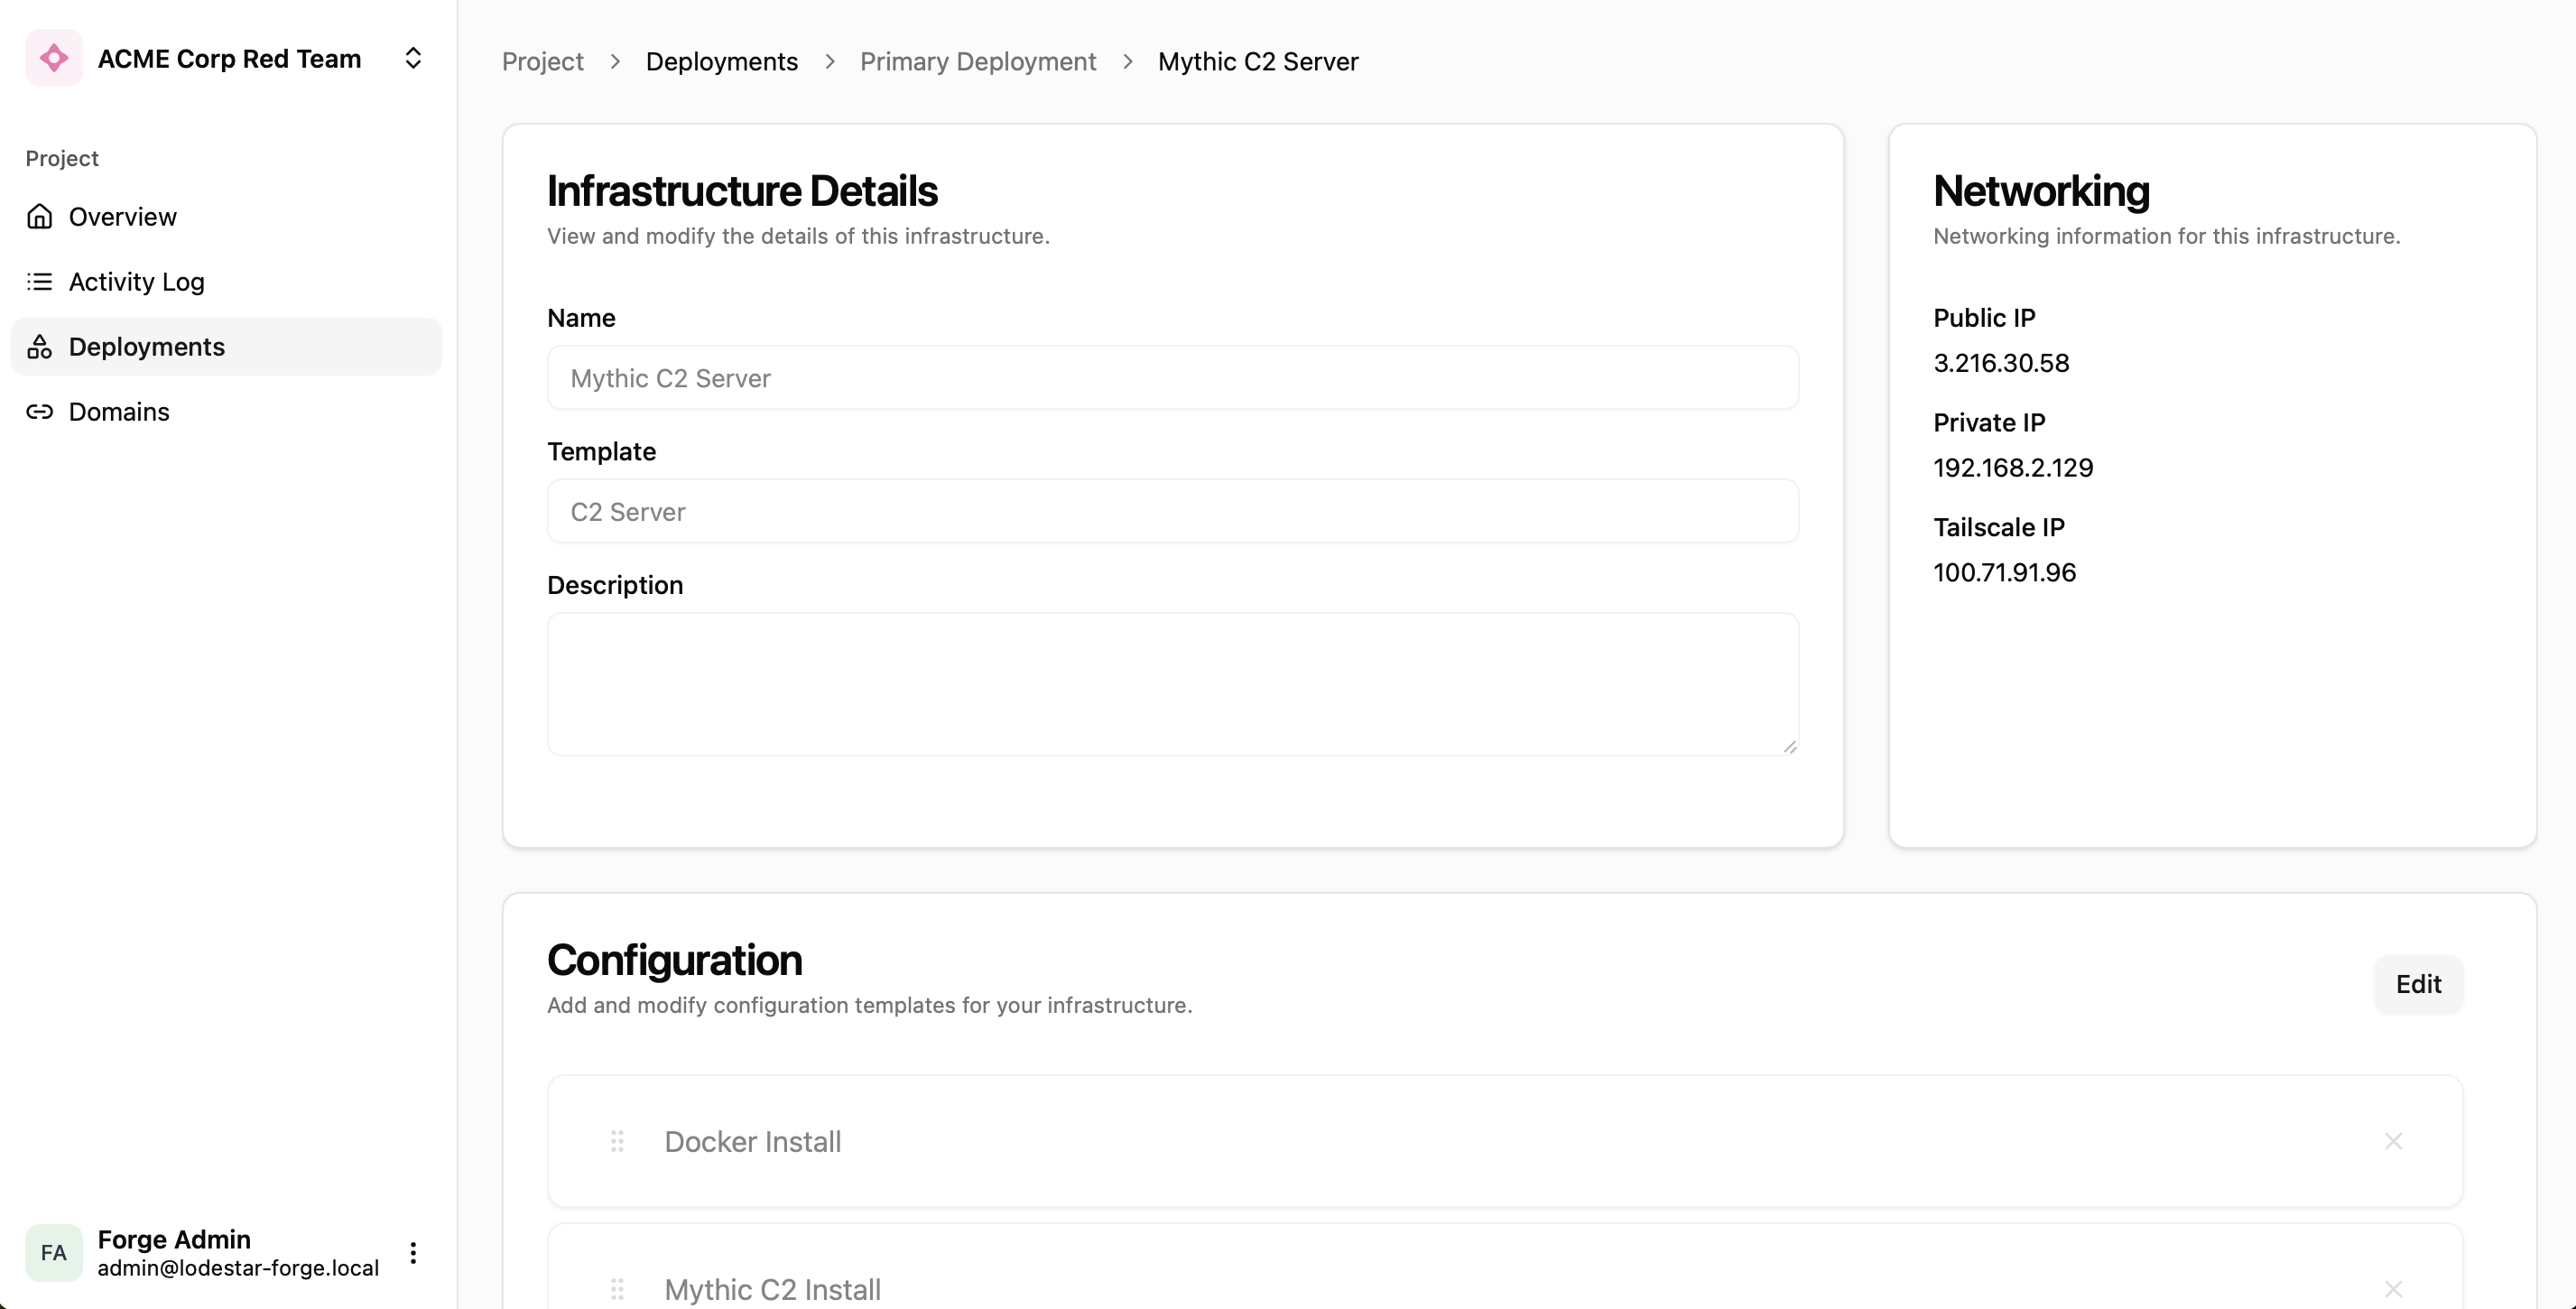 ACME Corp Red Team
Project
Overview
Activity Log
Deployments
Domains
FA
Forge Admin
admin@lodestar-forge.local
Project > Deployments > Primary Deployment > Mythic C2 Server
Infrastructure Details
View and modify the details of this infrastructure.
Name
Mythic C2 Server
Template
C2 Server
Description
Networking
Networking information for this infrastructure.
Public IP
3.216.30.58
Private IP
192.168.2.129
Tailscale IP
100.71.91.96
Configuration
Add and modify configuration templates for your infrastructure.
Edit
Docker Install
Mythic C2 Install